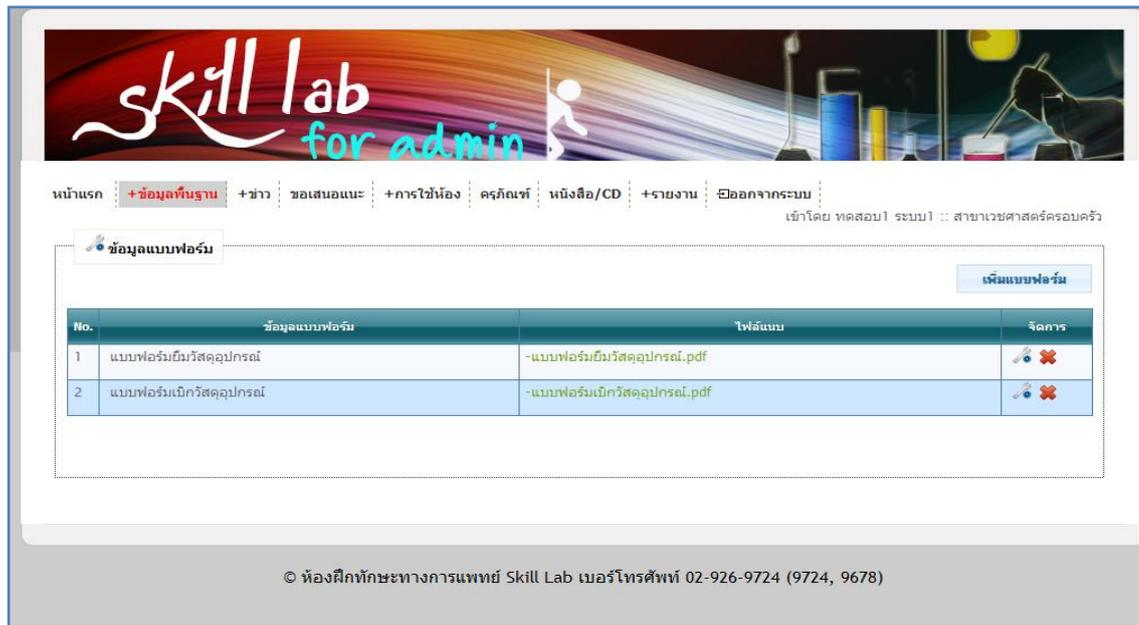 skill lab
for admin
หน้าแรก +ข้อมูลพื้นฐาน +ข่าว ขอเสนอแนะ +การใช้ห้อง ครุภัณฑ์ หนังสือ/CD +รายงาน ออกจากระบบ
เข้าโดย ทดสอบ1 ระบบ1 :: สาขาเวชศาสตร์ครอบครัว
ข้อมูลแบบฟอร์ม
เพิ่มแบบฟอร์ม
No. ข้อมูลแบบฟอร์ม ไฟล์แนบ จัดการ
1 แบบฟอร์มยืมวัสดุอุปกรณ์ -แบบฟอร์มยืมวัสดุอุปกรณ์.pdf
2 แบบฟอร์มเบิกวัสดุอุปกรณ์ -แบบฟอร์มเบิกวัสดุอุปกรณ์.pdf
© ห้องฝึกทักษะทางการแพทย์ Skill Lab เบอร์โทรศัพท์ 02-926-9724 (9724, 9678)